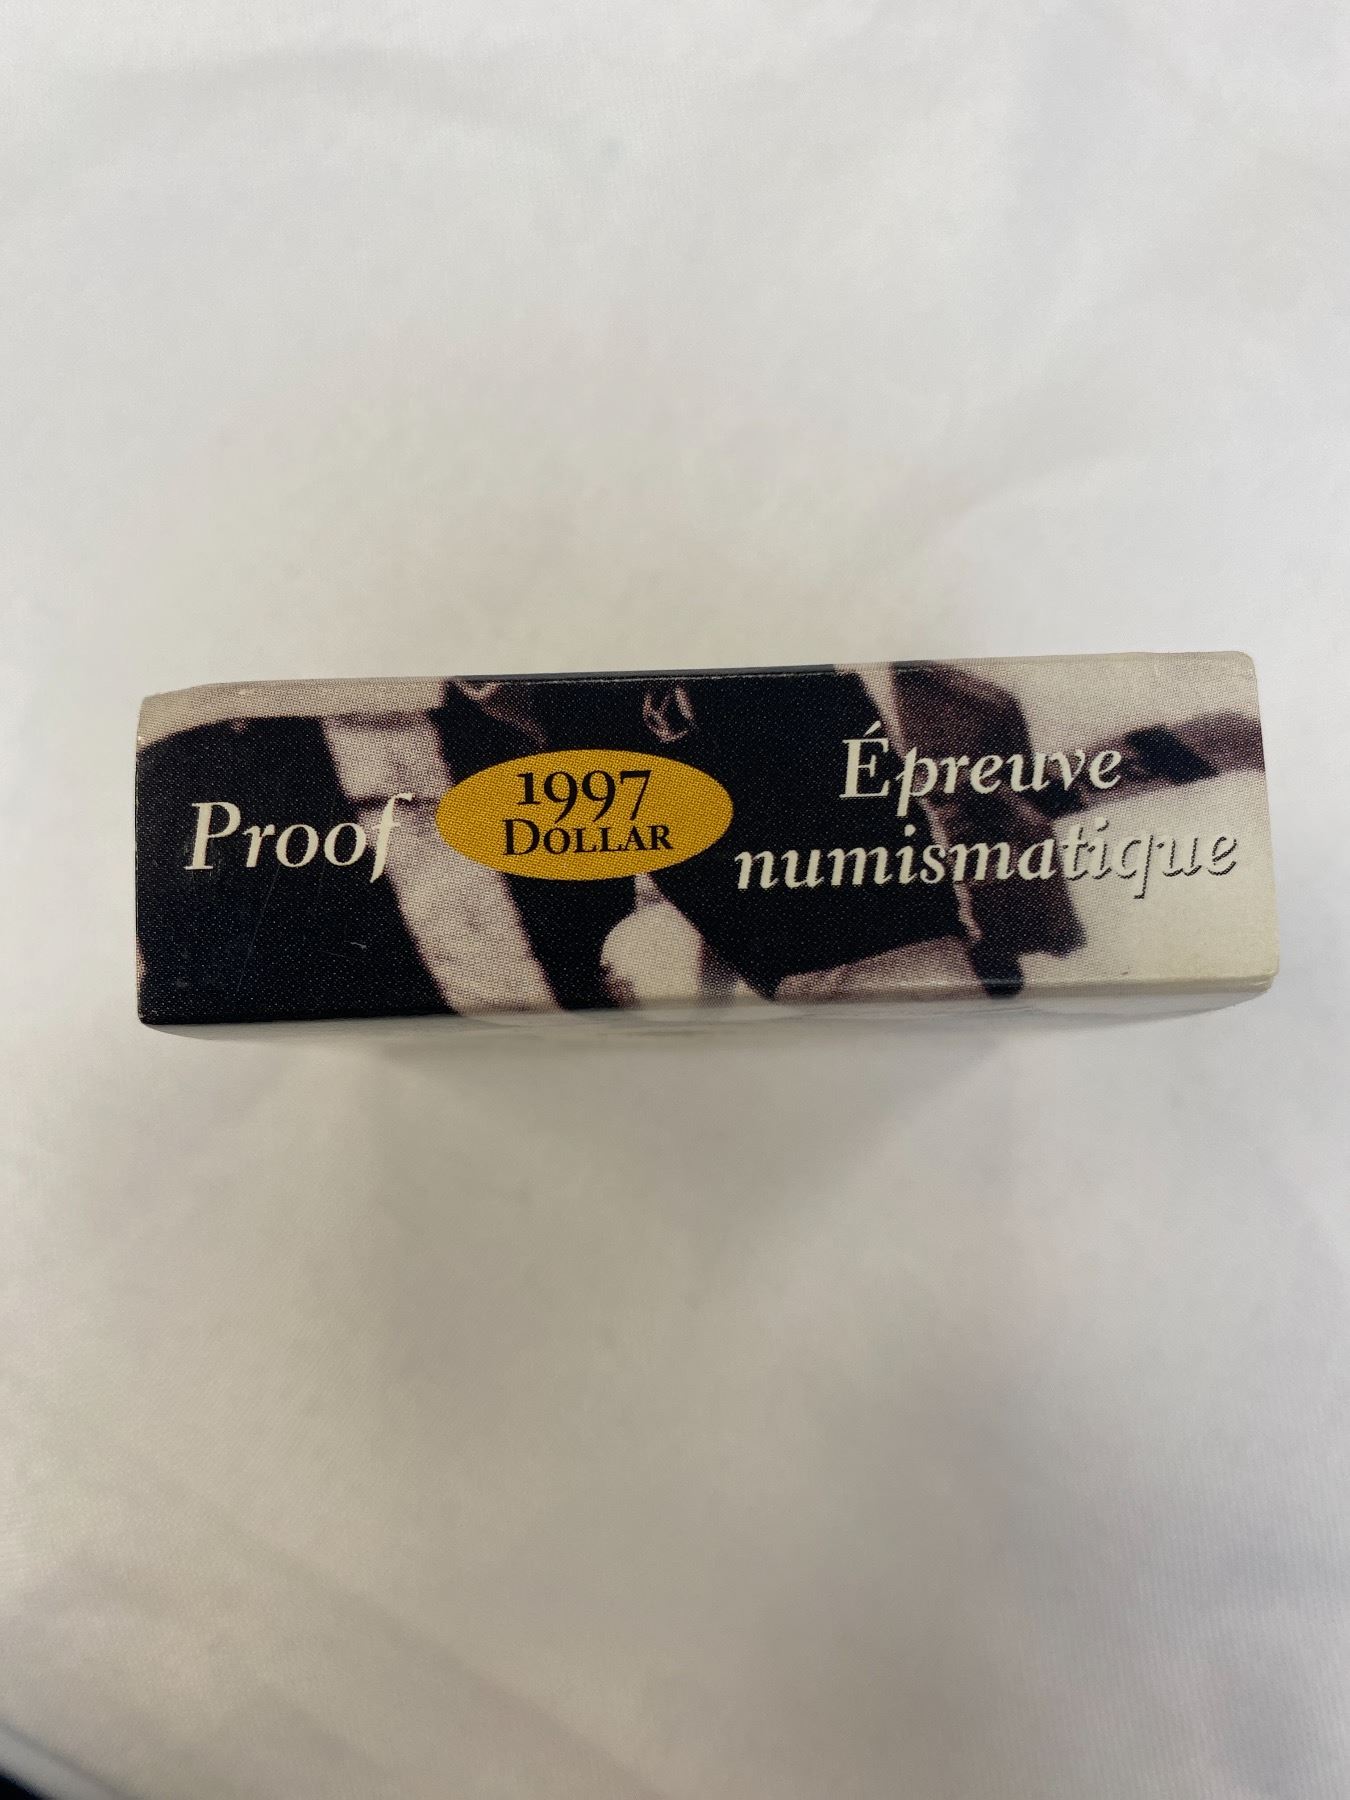 Proof
1997
DOLLAR
Épreuve
numismatique